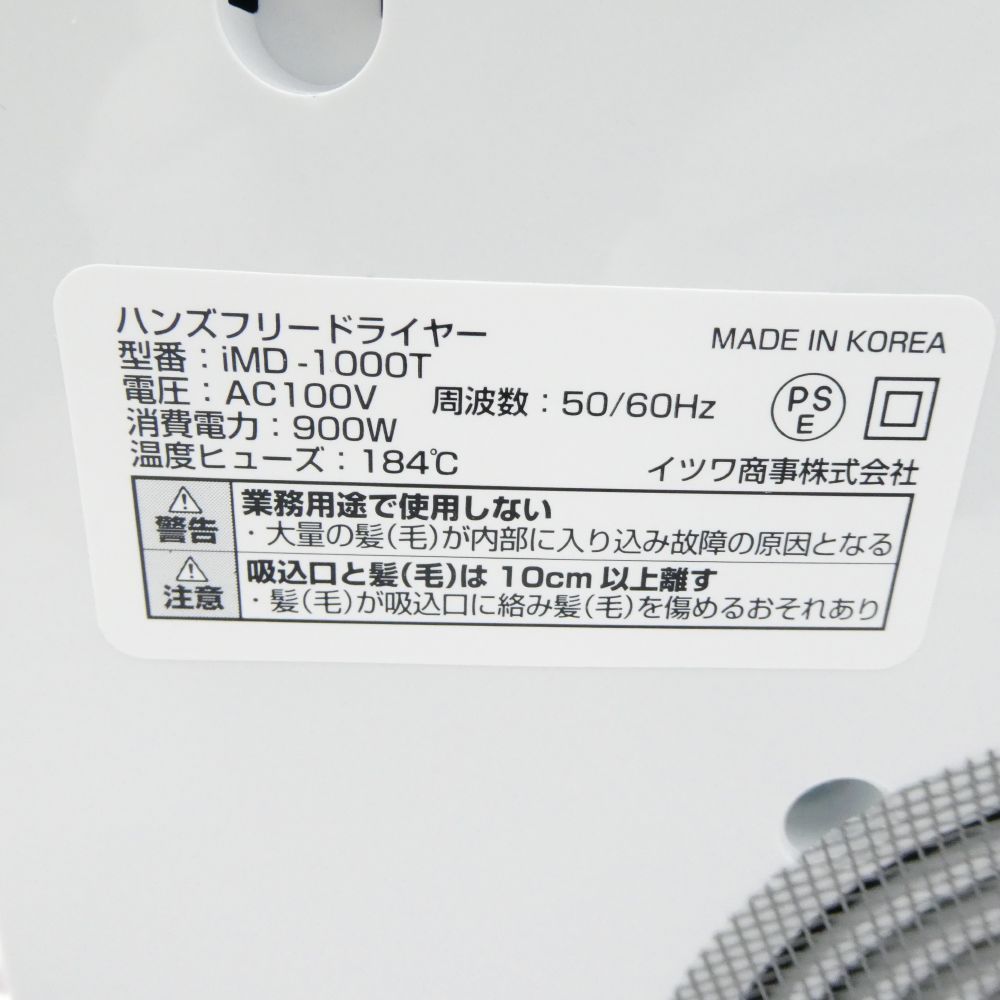 ハンズフリードライヤー
MADE IN KOREA
型番：iMD-1000T
電圧：AC100V 周波数：50/60Hz
PS
E
消費電力：900W
温度ヒューズ：184℃
イツワ商事株式会社
警告
業務用途で使用しない
・大量の髪(毛)が内部に入り込み故障の原因となる
注意
吸込口と髪(毛)は10cm以上離す
・髪(毛)が吸込口に絡み髪(毛)を傷めるおそれあり